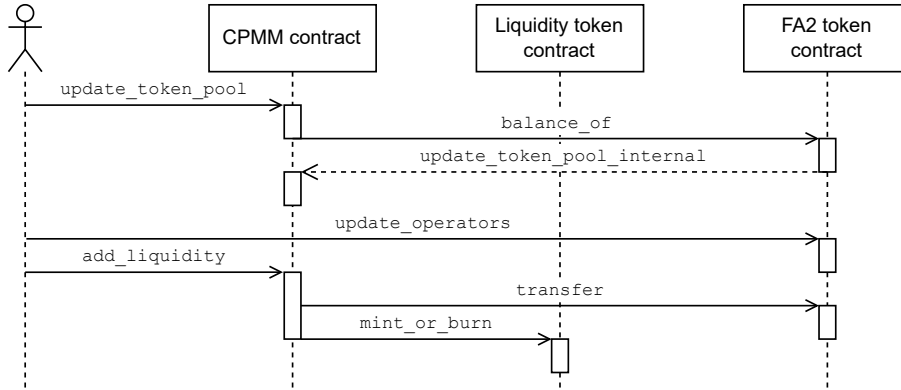 CPMM contract
Liquidity token
contract
FA2 token
contract
update_token_pool
balance_of
update_token_pool_internal
update_operators
add_liquidity
transfer
mint_or_burn